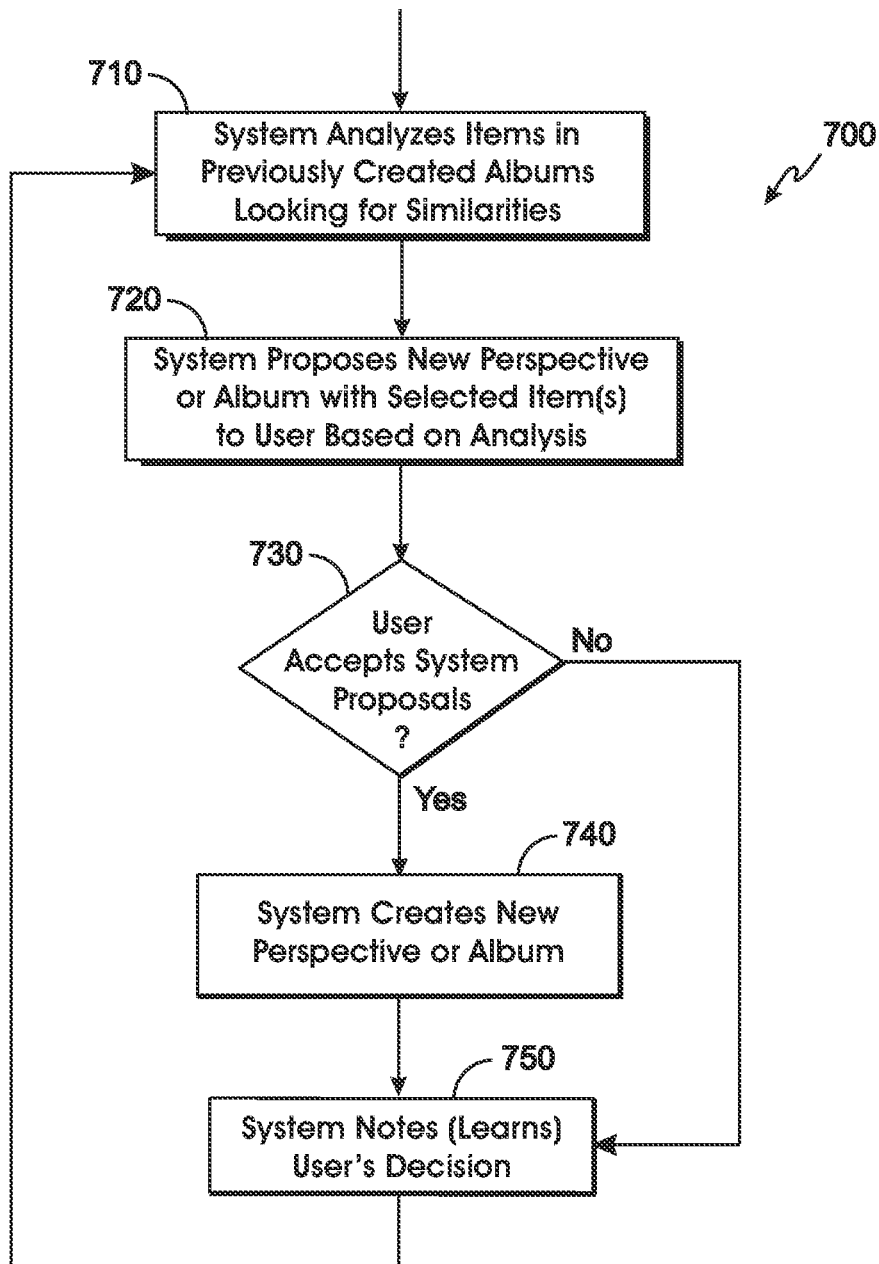 710
System Analyzes Items in
Previously Created Albums
Looking for Similarities
700
720
System Proposes New Perspective
or Album with Selected Item(s)
to User Based on Analysis
730
User
Accepts System
Proposals
?
No
Yes
740
System Creates New
Perspective or Album
750
System Notes (Learns)
User's Decision